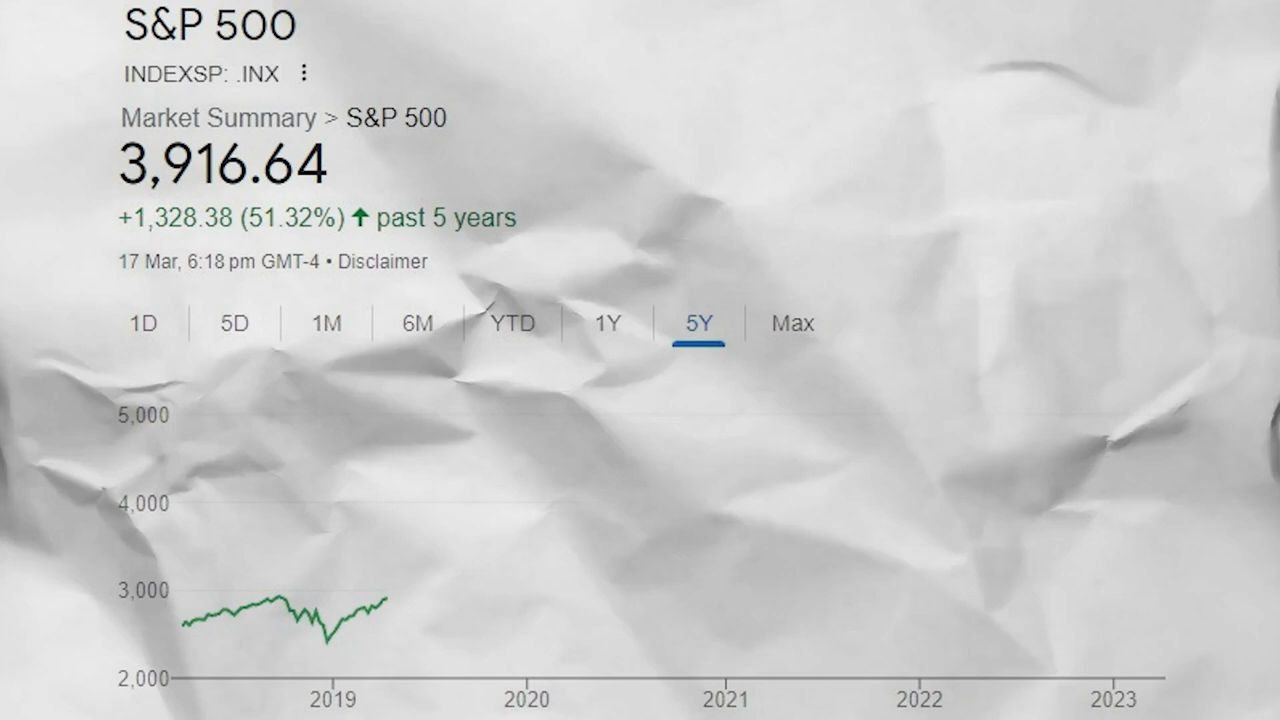 S&P 500
INDEXSP: .INX
Market Summary > S&P 500
3,916.64
+1,328.38 (51.32%) ↑ past 5 years
17 Mar, 6:18 pm GMT-4 • Disclaimer
1D 5D 1M 6M YTD 1Y 5Y Max
5,000
4,000
3,000
2,000
2019 2020 2021 2022 2023